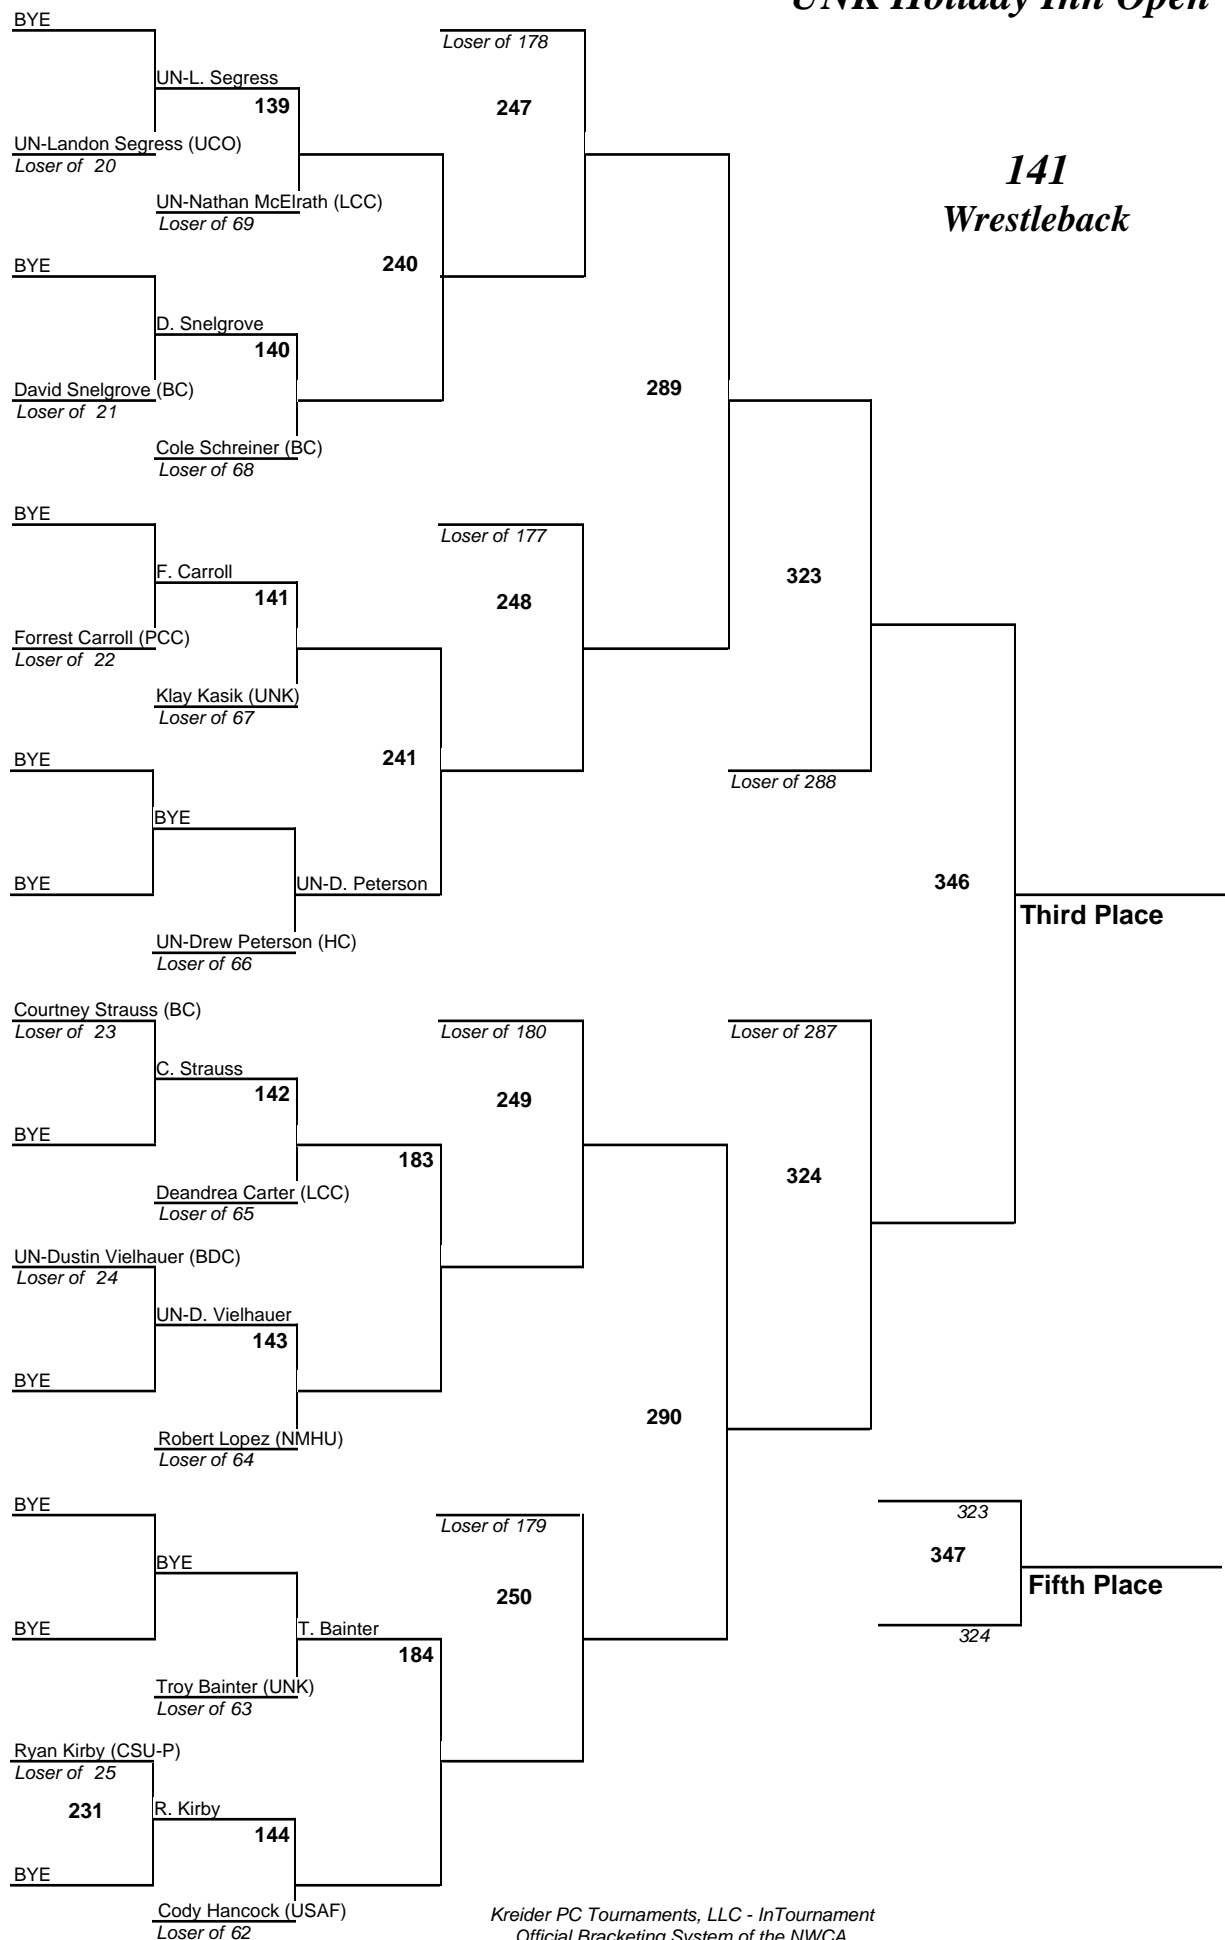 UNK Holiday Inn Open
141
Wrestleback
BYE
Loser of 178
UN-L. Segress
139
247
UN-Landon Segress (UCO)
Loser of 20
UN-Nathan McElrath (LCC)
Loser of 69
BYE
240
D. Snelgrove
140
289
David Snelgrove (BC)
Loser of 21
Cole Schreiner (BC)
Loser of 68
BYE
Loser of 177
F. Carroll
141
248
323
Forrest Carroll (PCC)
Loser of 22
Klay Kasik (UNK)
Loser of 67
BYE
241
Loser of 288
BYE
BYE
UN-D. Peterson
346
Third Place
UN-Drew Peterson (HC)
Loser of 66
Courtney Strauss (BC)
Loser of 23
Loser of 180
Loser of 287
C. Strauss
142
249
BYE
183
324
Deandrea Carter (LCC)
Loser of 65
UN-Dustin Vielhauer (BDC)
Loser of 24
UN-D. Vielhauer
143
BYE
290
Robert Lopez (NMHU)
Loser of 64
BYE
Loser of 179
323
347
BYE
Fifth Place
250
BYE
T. Bainter
324
184
Troy Bainter (UNK)
Loser of 63
Ryan Kirby (CSU-P)
Loser of 25
231
R. Kirby
144
BYE
Cody Hancock (USAF)
Loser of 62
Kreider PC Tournaments, LLC - InTournament
Official Bracketing System of the NWCA